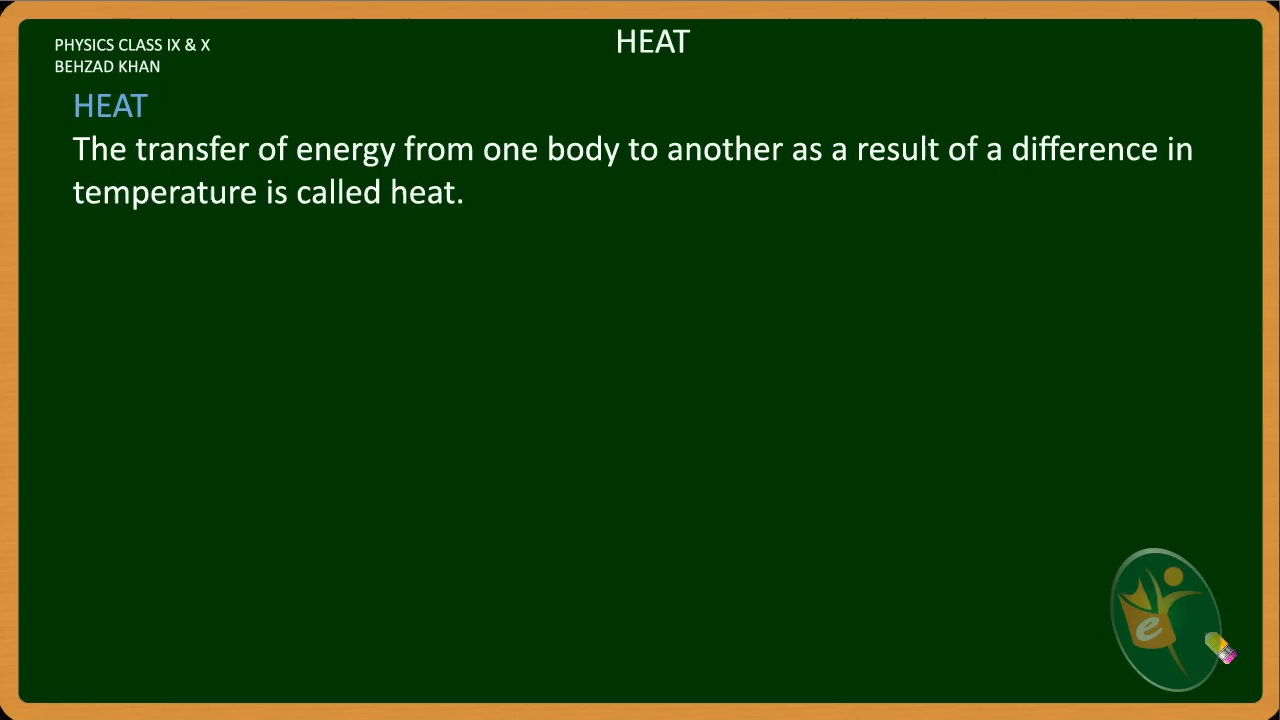 PHYSICS CLASS IX & X
BEHZAD KHAN
HEAT
HEAT
The transfer of energy from one body to another as a result of a difference in
temperature is called heat.
e